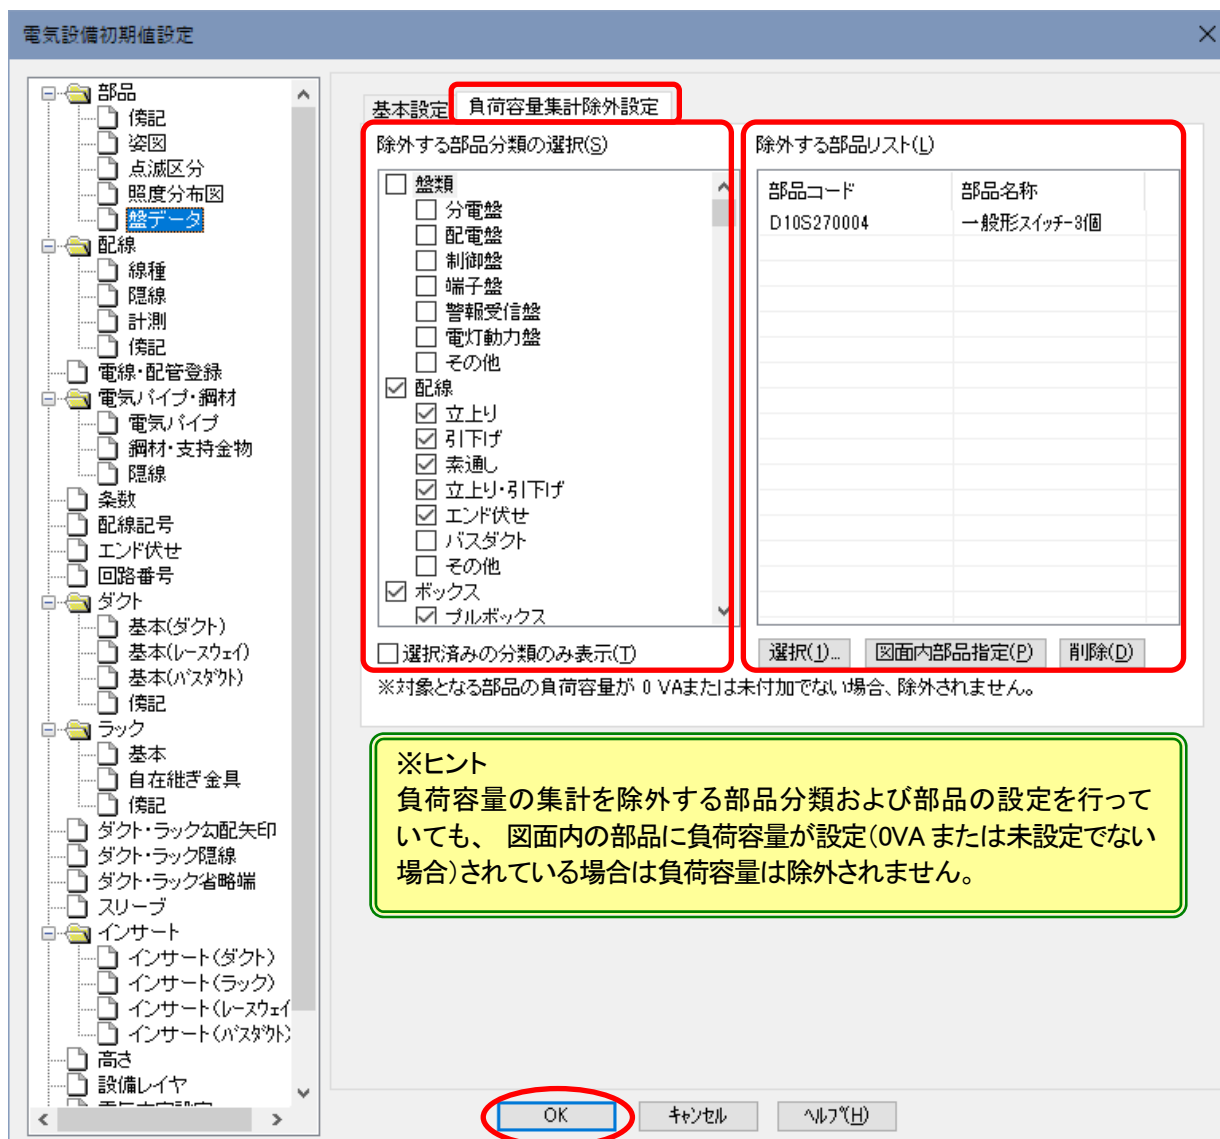 電気設備初期値設定
部品
傍記
姿図
点滅区分
照度分布図
盤データ
配線
線種
隠線
計測
傍記
電線・配管登録
電気パイプ・鋼材
電気パイプ
鋼材・支持金物
隠線
条数
配線記号
エンド伏せ
回路番号
ダクト
基本(ダクト)
基本(レースウェイ)
基本(バスダクト)
傍記
ラック
基本
自在継ぎ金具
傍記
ダクト・ラック勾配矢印
ダクト・ラック隠線
ダクト・ラック省略端
スリーブ
インサート
インサート(ダクト)
インサート(ラック)
インサート(レースウェイ
インサート(バスダクト)
高さ
設備レイヤ
基本設定 負荷容量集計除外設定
除外する部品分類の選択(S)
盤類
分電盤
配電盤
制御盤
端子盤
警報受信盤
電灯動力盤
その他
配線
立上り
引下げ
素通し
立上り・引下げ
エンド伏せ
バスダクト
その他
ボックス
プルボックス
選択済みの分類のみ表示(T)
除外する部品リスト(L)
部品コード 部品名称
D10S270004 一般形スイッチｰ3個
選択(1)... 図面内部品指定(P) 削除(D)
※対象となる部品の負荷容量が 0 VAまたは未付加でない場合、除外されません。
※ヒント
負荷容量の集計を除外する部品分類および部品の設定を行って
いても、 図面内の部品に負荷容量が設定(0VA または未設定でない
場合)されている場合は負荷容量は除外されません。
OK キャンセル ヘルプ(H)